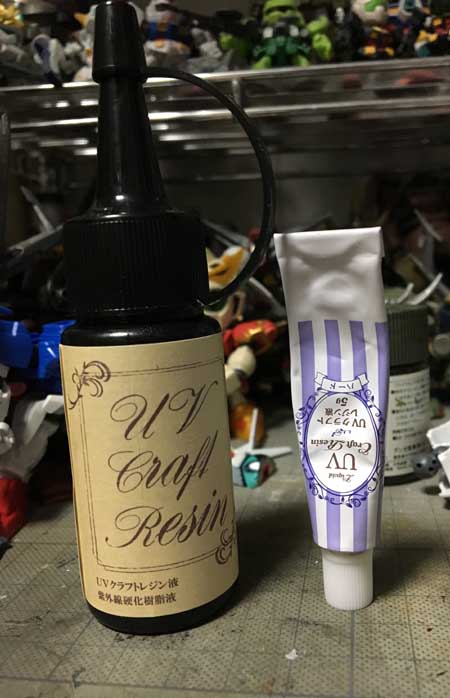 UV
Craft
Resin
UVクラフトレジン液
紫外線硬化樹脂液
Liquid
UV
Craft Resin
UVクラフト
レジン液
5g
ハード